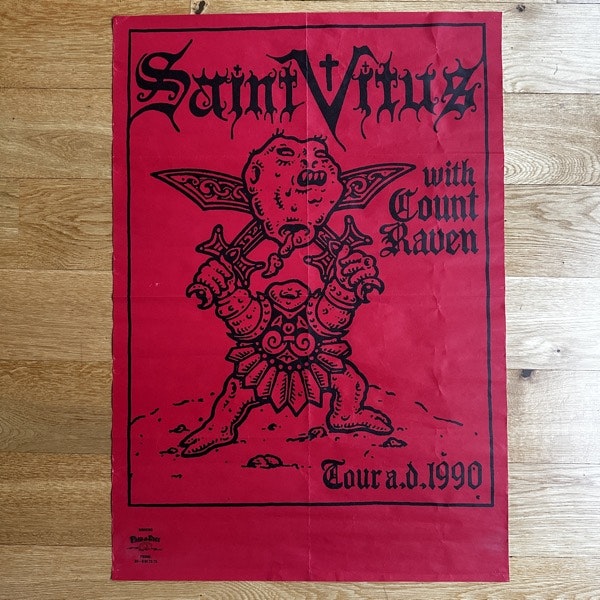 Saint Vitus
with
Count
Raven
Tour a.d. 1990